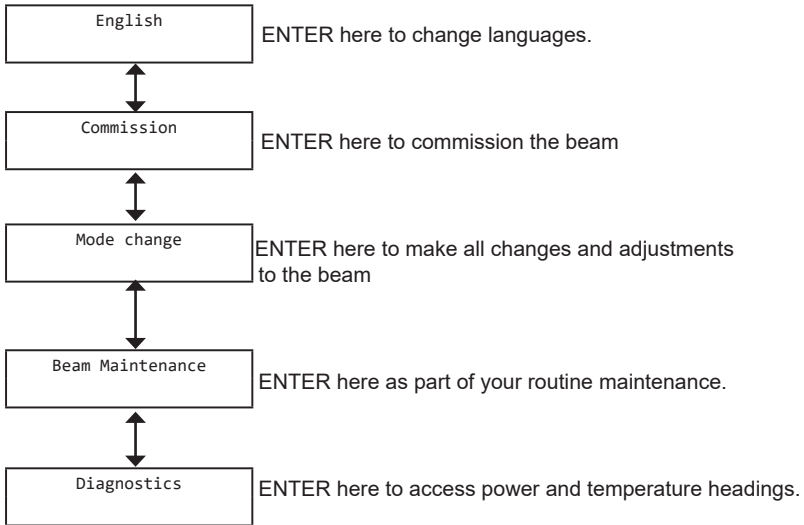 English
ENTER here to change languages.
Commission
ENTER here to commission the beam
Mode change
ENTER here to make all changes and adjustments
to the beam
Beam Maintenance
ENTER here as part of your routine maintenance.
Diagnostics
ENTER here to access power and temperature headings.